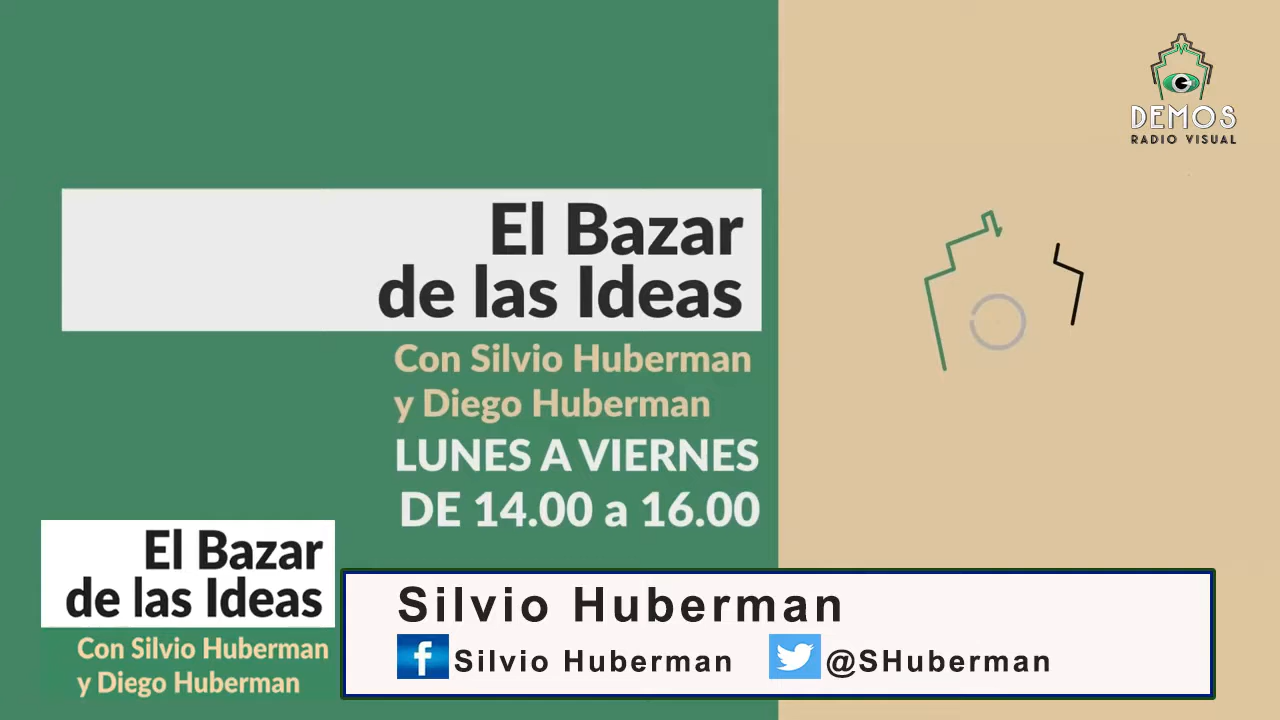 DEMOS
RADIO VISUAL
El Bazar
de las Ideas
Con Silvio Huberman
y Diego Huberman
LUNES A VIERNES
DE 14.00 a 16.00
El Bazar
de las Ideas
Con Silvio Huberman
y Diego Huberman
Silvio Huberman
f Silvio Huberman @SHuberman